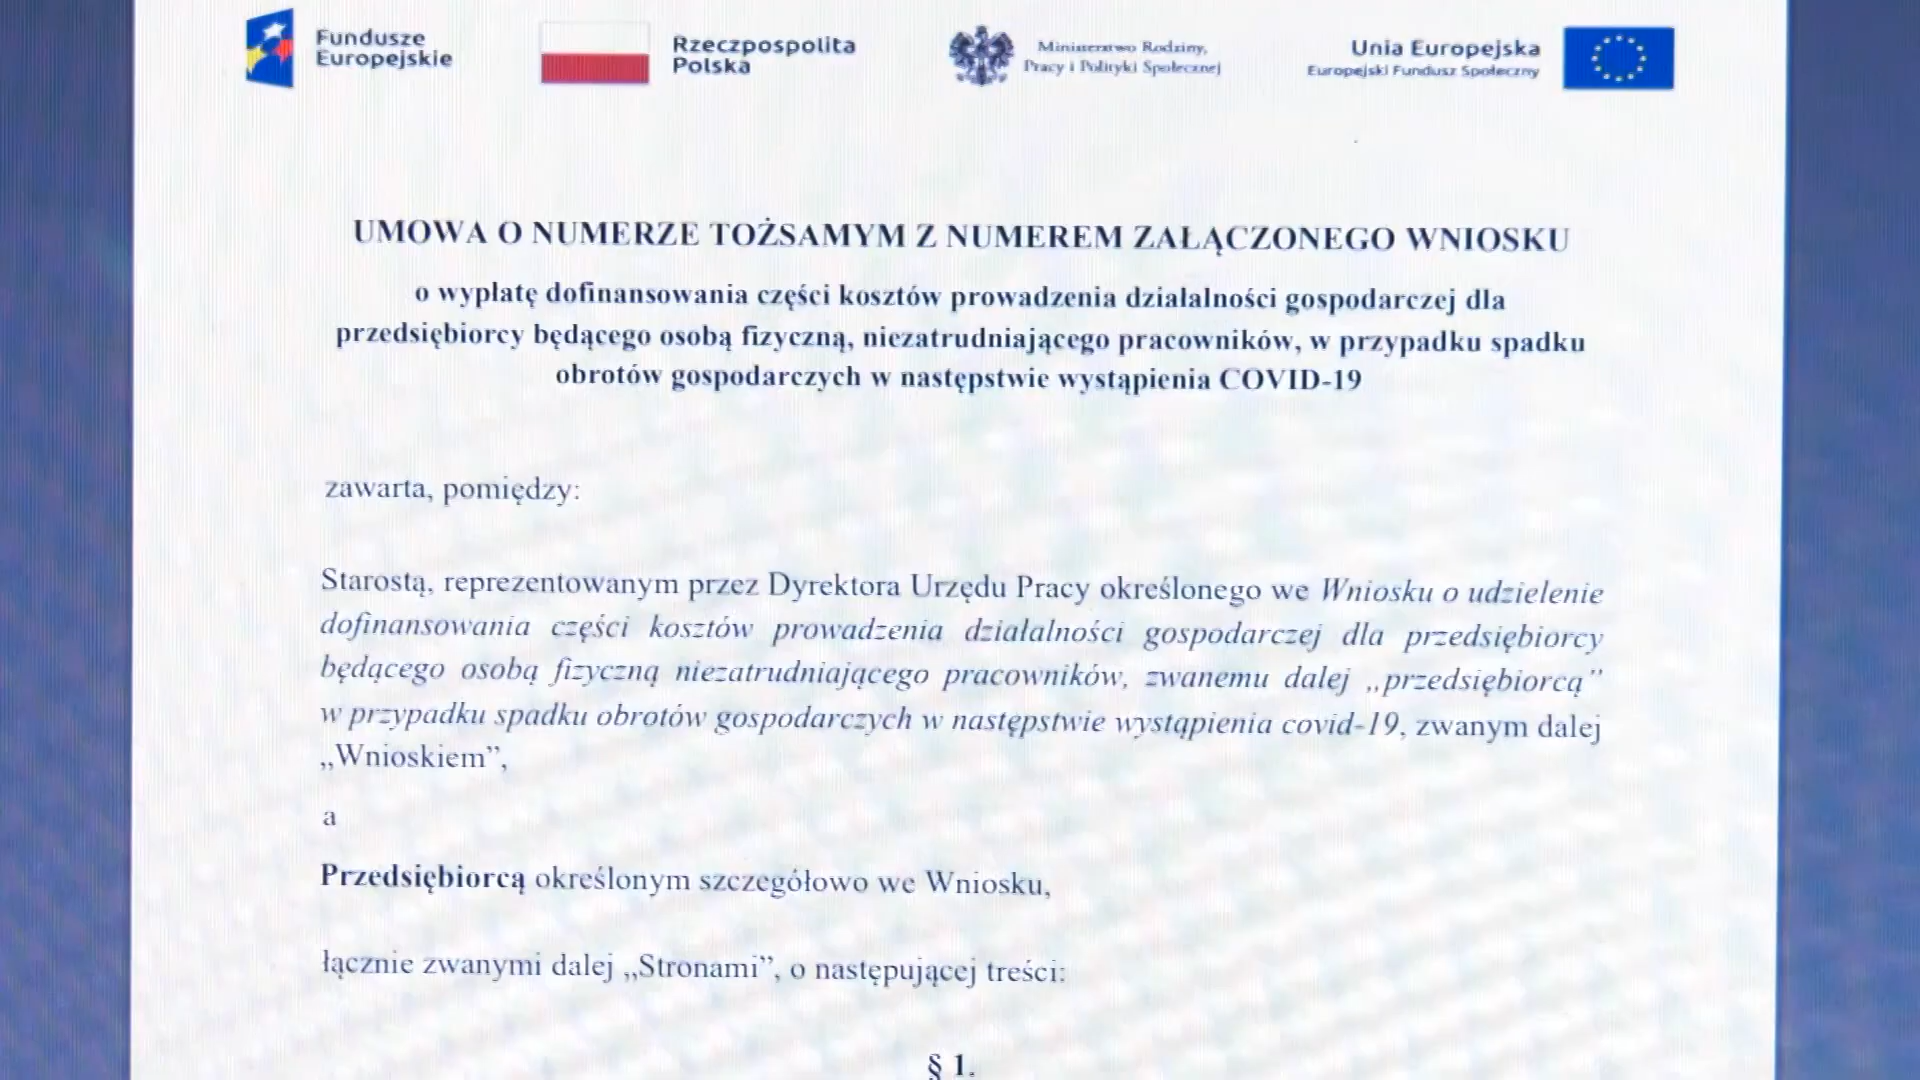 Fundusze
Europejskie
Rzeczpospolita
Polska
Ministerstwo Rodziny,
Pracy i Polityki Społecznej
Unia Europejska
Europejski Fundusz Społeczny
UMOWA O NUMERZE TOŻSAMYM Z NUMEREM ZAŁĄCZONEGO WNIOSKU
o wypłatę dofinansowania części kosztów prowadzenia działalności gospodarczej dla
przedsiębiorcy będącego osobą fizyczną, niezatrudniającego pracowników, w przypadku spadku
obrotów gospodarczych w następstwie wystąpienia COVID-19
zawarta, pomiędzy:
Starostą, reprezentowanym przez Dyrektora Urzędu Pracy określonego we Wniosku o udzielenie
dofinansowania części kosztów prowadzenia działalności gospodarczej dla przedsiębiorcy
będącego osobą fizyczną niezatrudniającego pracowników, zwanemu dalej „przedsiębiorcą”
w przypadku spadku obrotów gospodarczych w następstwie wystąpienia covid-19, zwanym dalej
„Wnioskiem”,
a
Przedsiębiorcą określonym szczegółowo we Wniosku,
łącznie zwanymi dalej „Stronami”, o następującej treści:
§ 1.